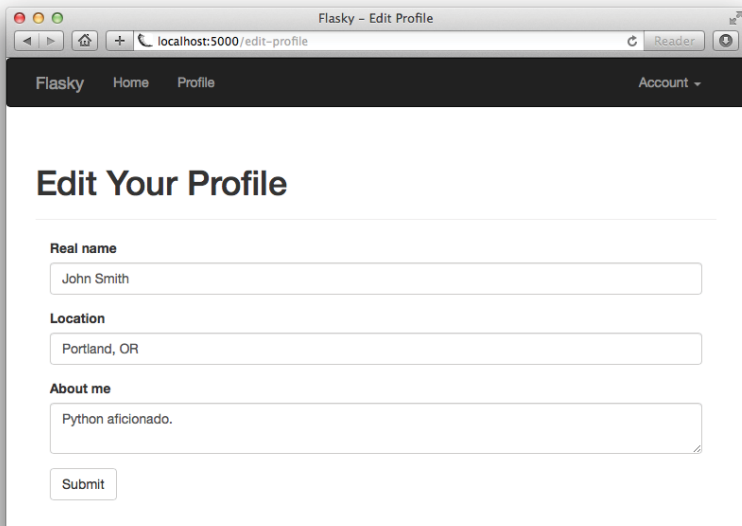 Flasky – Edit Profile
localhost:5000/edit-profile
Reader
Flasky Home Profile Account
Edit Your Profile
Real name
John Smith
Location
Portland, OR
About me
Python aficionado.
Submit